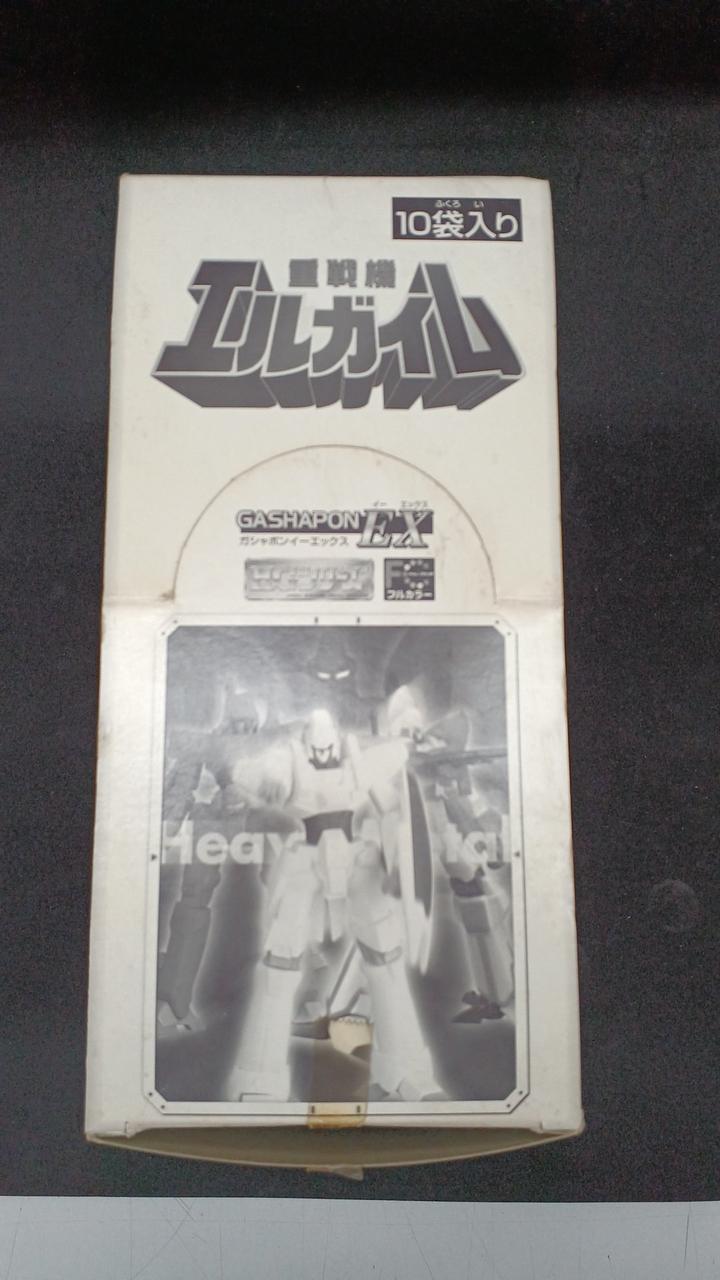 ふくろ い
10袋入り
重戦機
エルガイム
イー エックス
GASHAPON EX
ガシャポンイーエックス
フルカラー
Heavy Metal